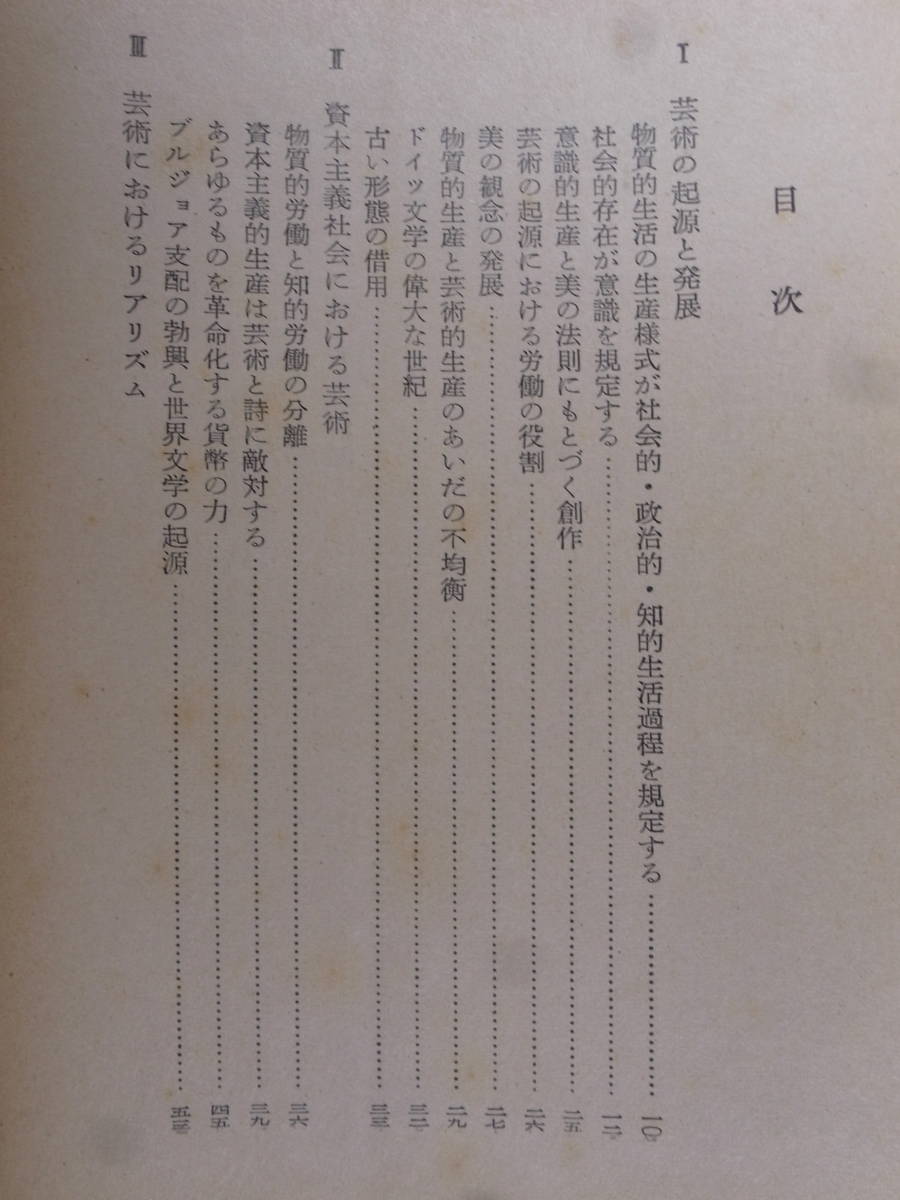 目次
Ⅰ 芸術の起源と発展
物質的生活の生産様式が社会的・政治的・知的生活過程を規定する……………………一〇
社会的存在が意識を規定する……………………一二
意識的生産と美の法則にもとづく創作……………………二五
芸術の起源における労働の役割……………………二六
美の観念の発展……………………二七
物質的生産と芸術的生産のあいだの不均衡……………………二九
ドイツ文学の偉大な世紀……………………三二
古い形態の借用……………………三三
Ⅱ 資本主義社会における芸術
物質的労働と知的労働の分離……………………三六
資本主義的生産は芸術と詩に敵対する……………………三九
あらゆるものを革命化する貨幣の力……………………四五
ブルジョア支配の勃興と世界文学の起源……………………五三
Ⅲ 芸術におけるリアリズム